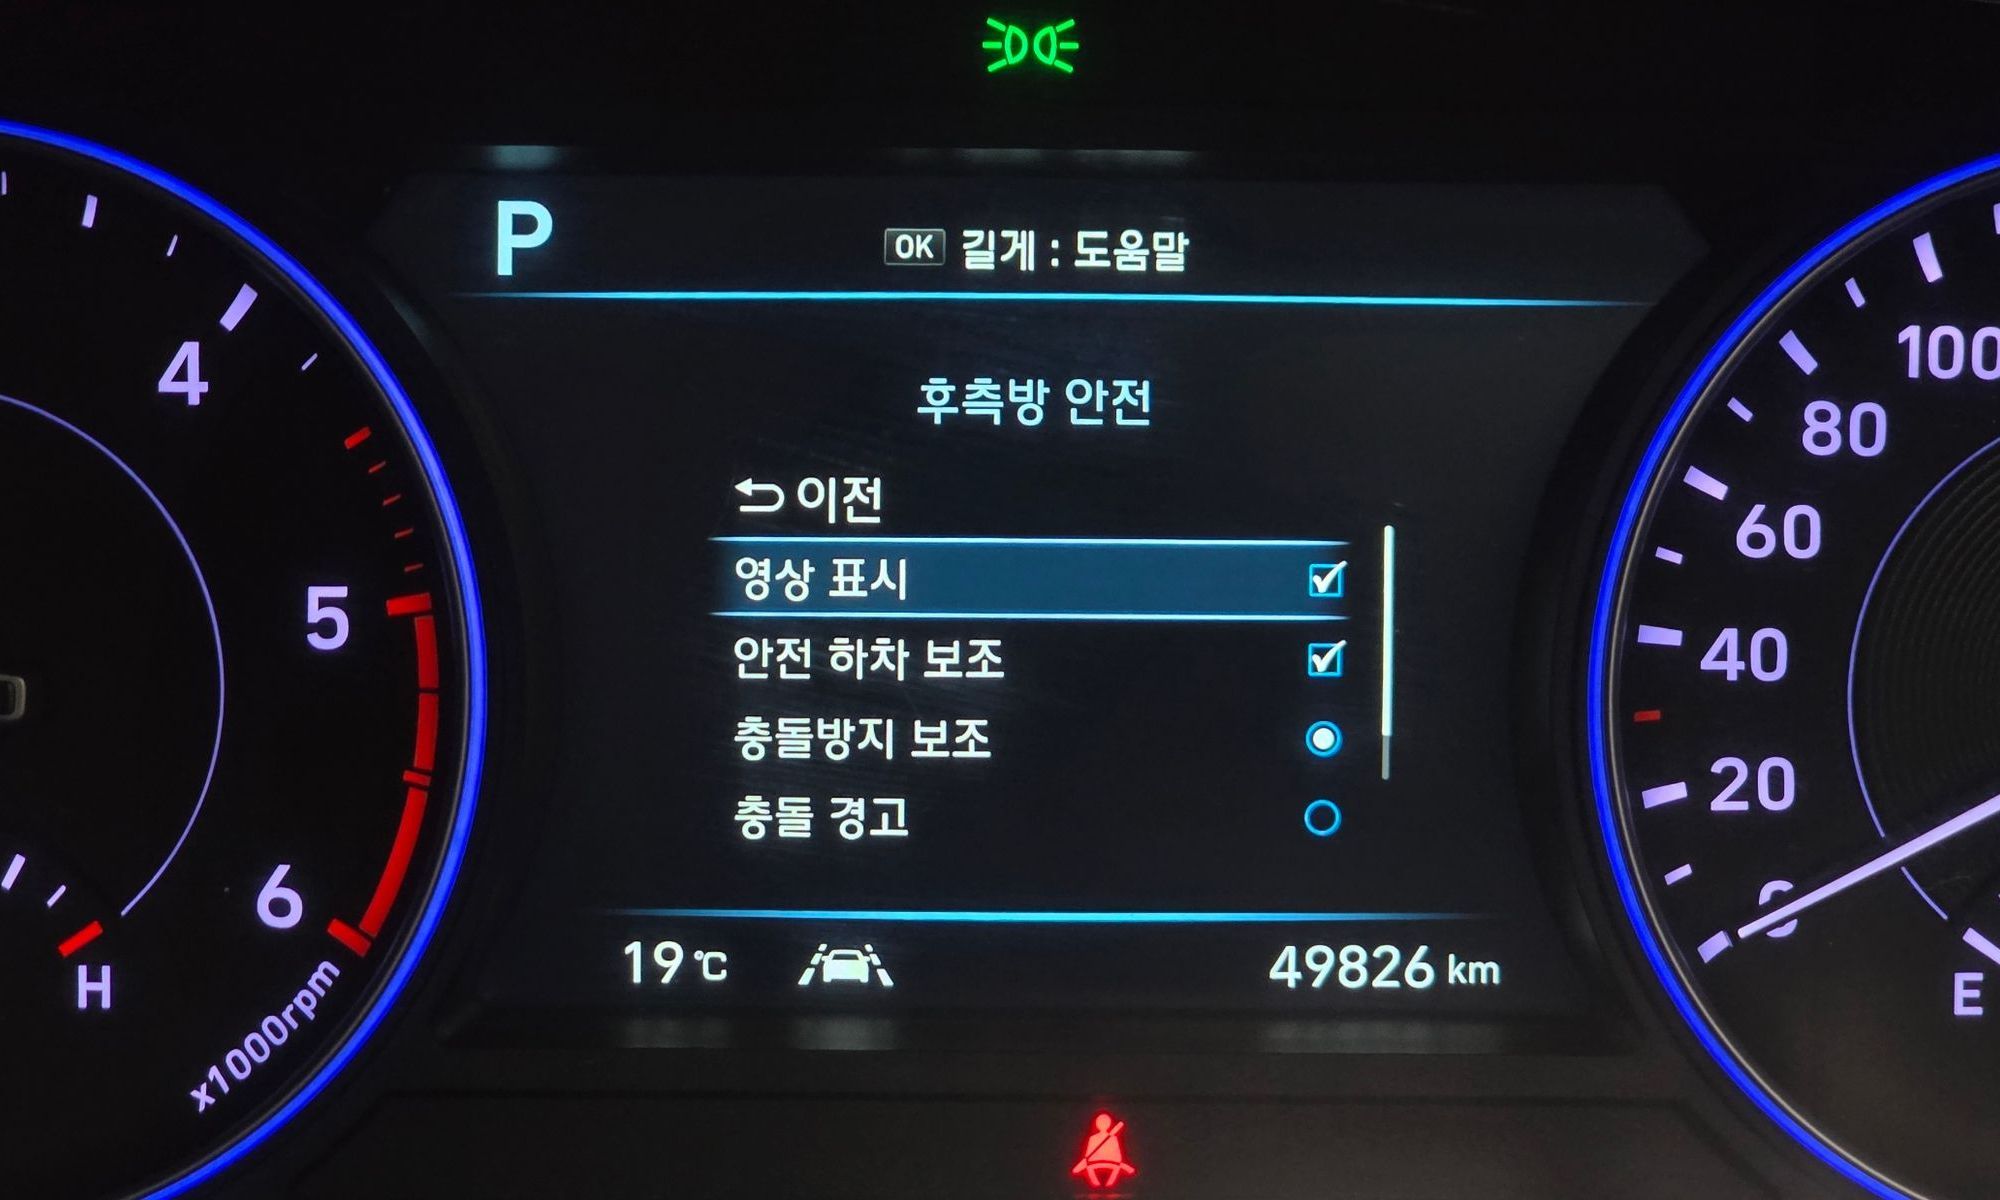 P
OK 길게 : 도움말
후측방 안전
이전
영상 표시
안전 하차 보조
충돌방지 보조
충돌 경고
19℃
49826 km
4
5
6
H
x1000rpm
100
80
60
40
20
0
E